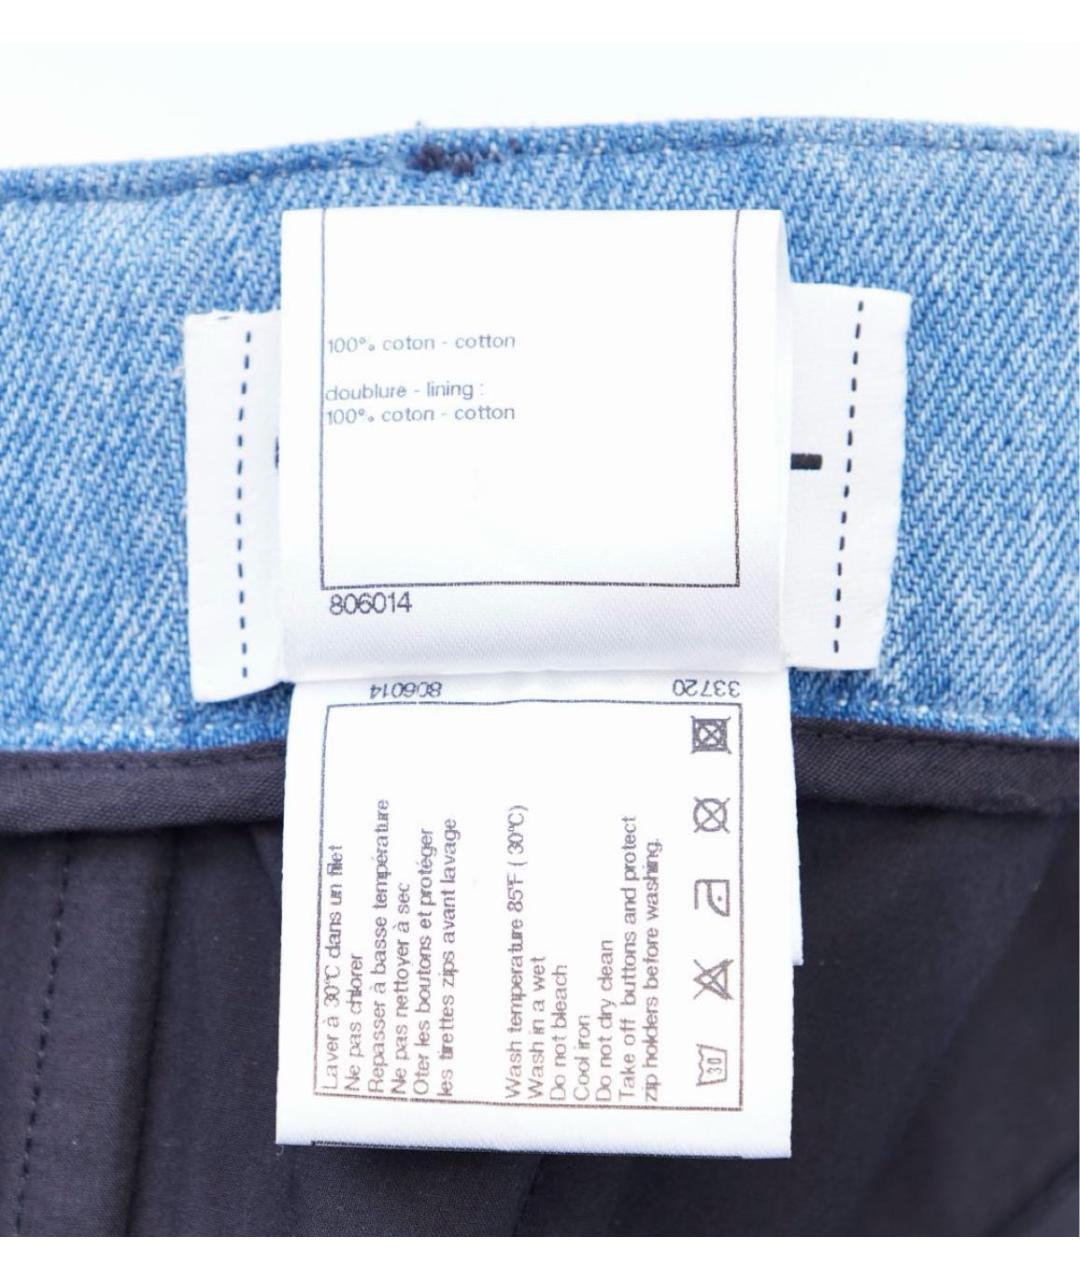 100% coton - cotton
doublure - lining :
100% coton - cotton
806014
806014
33720
Laver à 30°C dans un filet
Ne pas chlorer
Repasser à basse température
Ne pas nettoyer à sec
Oter les boutons et protéger
les tirettes zips avant lavage
Wash temperature 85°F ( 30°C)
Wash in a wet
Do not bleach
Cool iron
Do not dry clean
Take off buttons and protect
zip holders before washing.
30